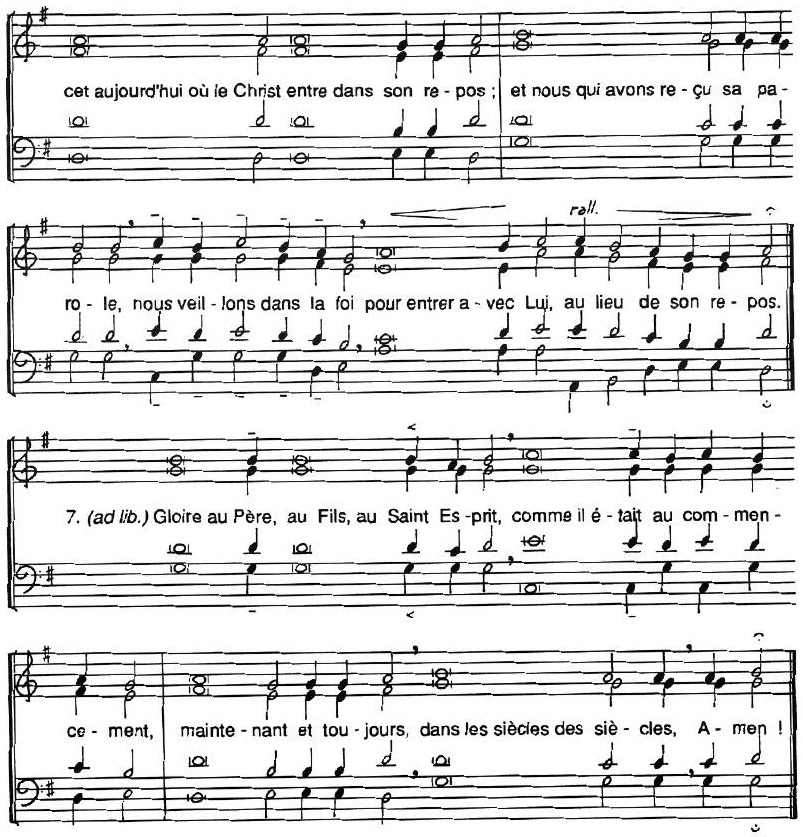 cet aujourd'hui où le Christ entre dans son re - pos ; et nous qui avons re - çu sa pa -
rall.
ro - le, nous veil - lons dans la foi pour entrer a - vec Lui, au lieu de son re - pos.
7. (ad lib.) Gloire au Père, au Fils, au Saint Es - prit, comme il é - tait au com - men -
ce - ment, mainte - nant et tou - jours, dans les siècles des siè - cles, A - men !